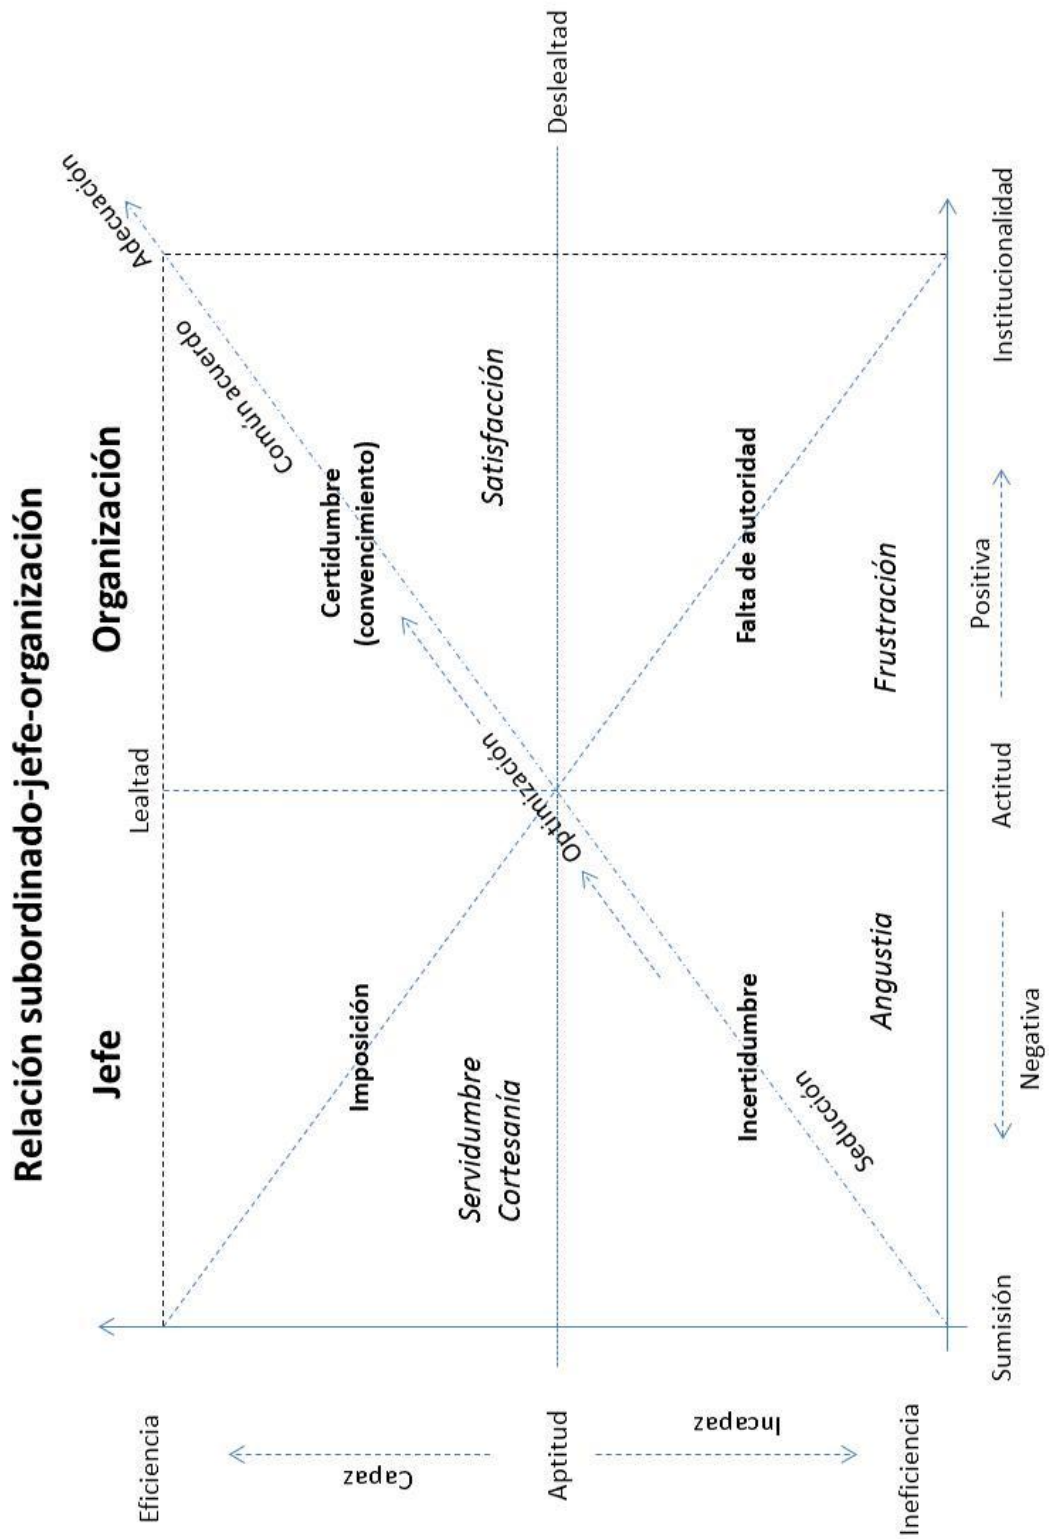 Relación subordinado-jefe-organización
Jefe
Organización
Lealtad
Eficiencia
Adecuación
Común acuerdo
Capaz
Imposición
Certidumbre
(convencimiento)
Servidumbre
Cortesanía
Satisfacción
Aptitud
Optimización
Deslealtad
Incapaz
Incertidumbre
Falta de autoridad
Seducción
Angustia
Frustración
Ineficiencia
Sumisión
Actitud
Institucionalidad
Negativa
Positiva